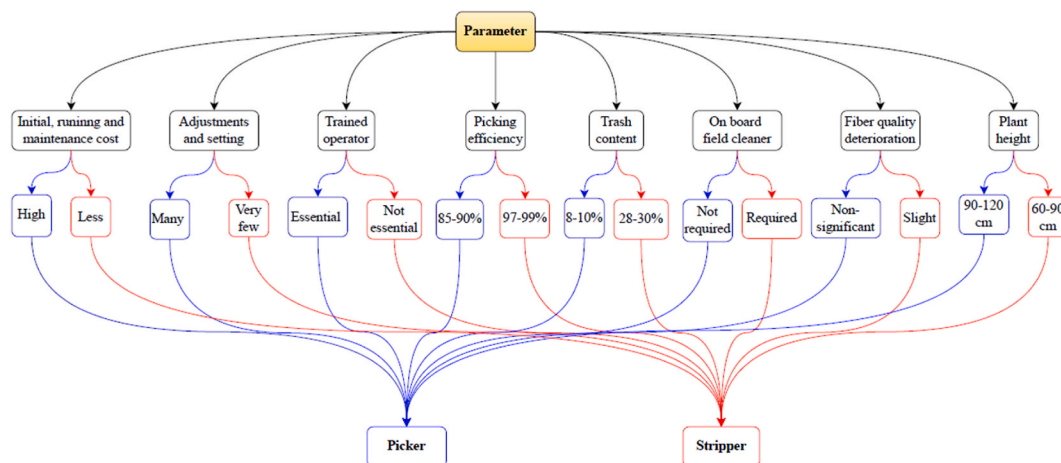 Parameter
Initial, runinng and
maintenance cost
Adjustments
and setting
Trained
operator
Picking
efficiency
Trash
content
On board
field cleaner
Fiber quality
deterioration
Plant
height
High
Less
Many
Very
few
Essential
Not
essential
85-90%
97-99%
8-10%
28-30%
Not
required
Required
Non-
significant
Slight
90-120
cm
60-90
cm
Picker
Stripper